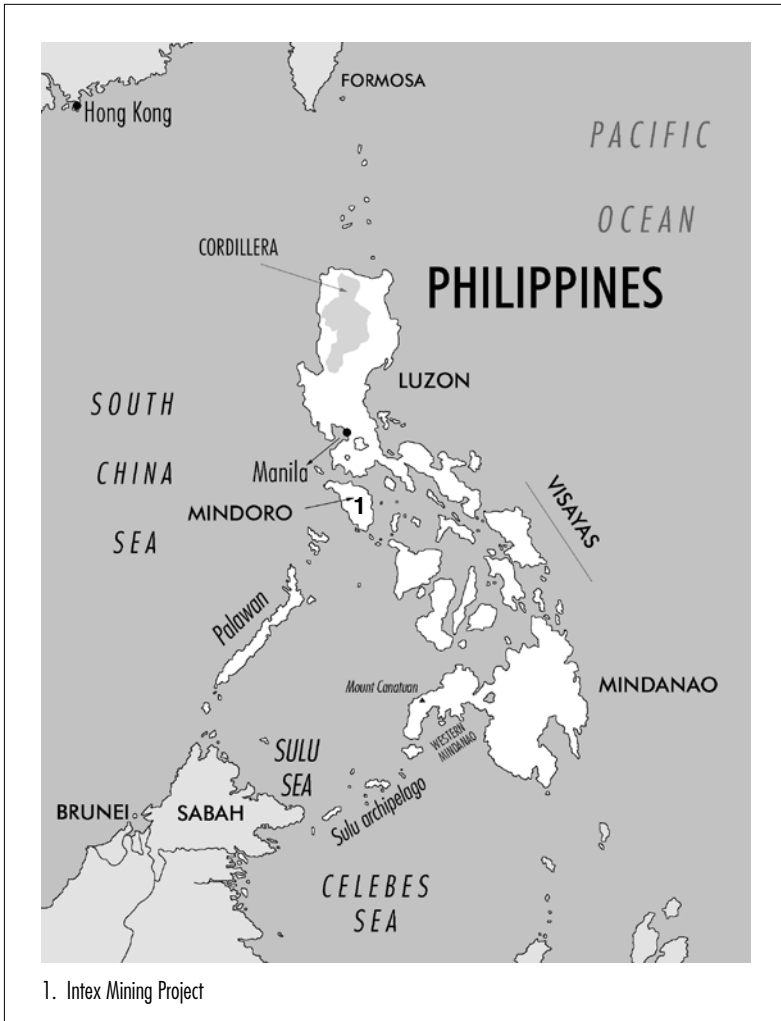 FORMOSA
Hong Kong
PACIFIC
OCEAN
CORDILLERA
PHILIPPINES
LUZON
SOUTH
CHINA
SEA
Manila
MINDORO
1
VISAYAS
Palawan
Mount Canatuan
MINDANAO
WESTERN
MINDANAO
SULU
SEA
BRUNEI
SABAH
Sulu archipelago
CELEBES
SEA
1. Intex Mining Project